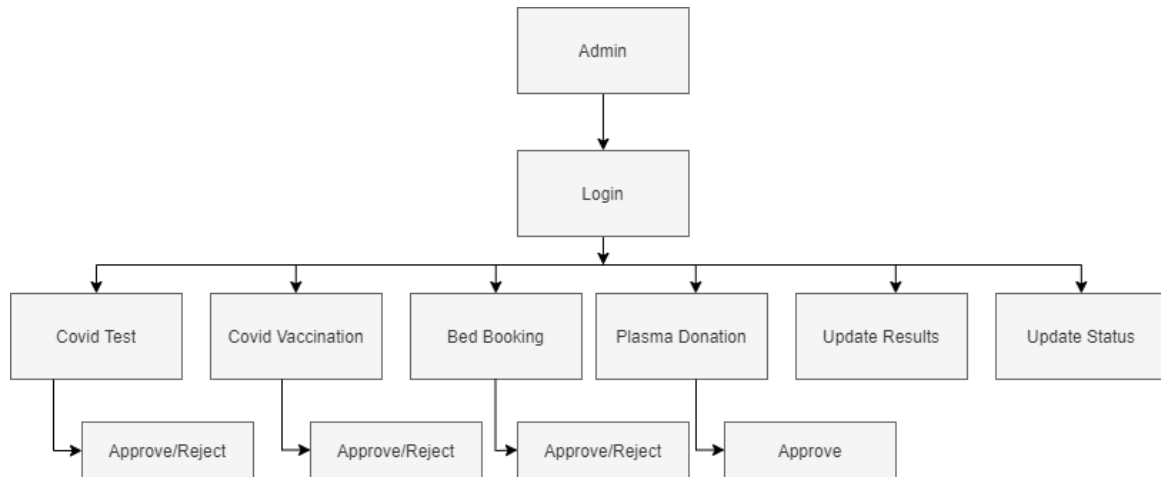 Admin
Login
Covid Test
Covid Vaccination
Bed Booking
Plasma Donation
Update Results
Update Status
Approve/Reject
Approve/Reject
Approve/Reject
Approve